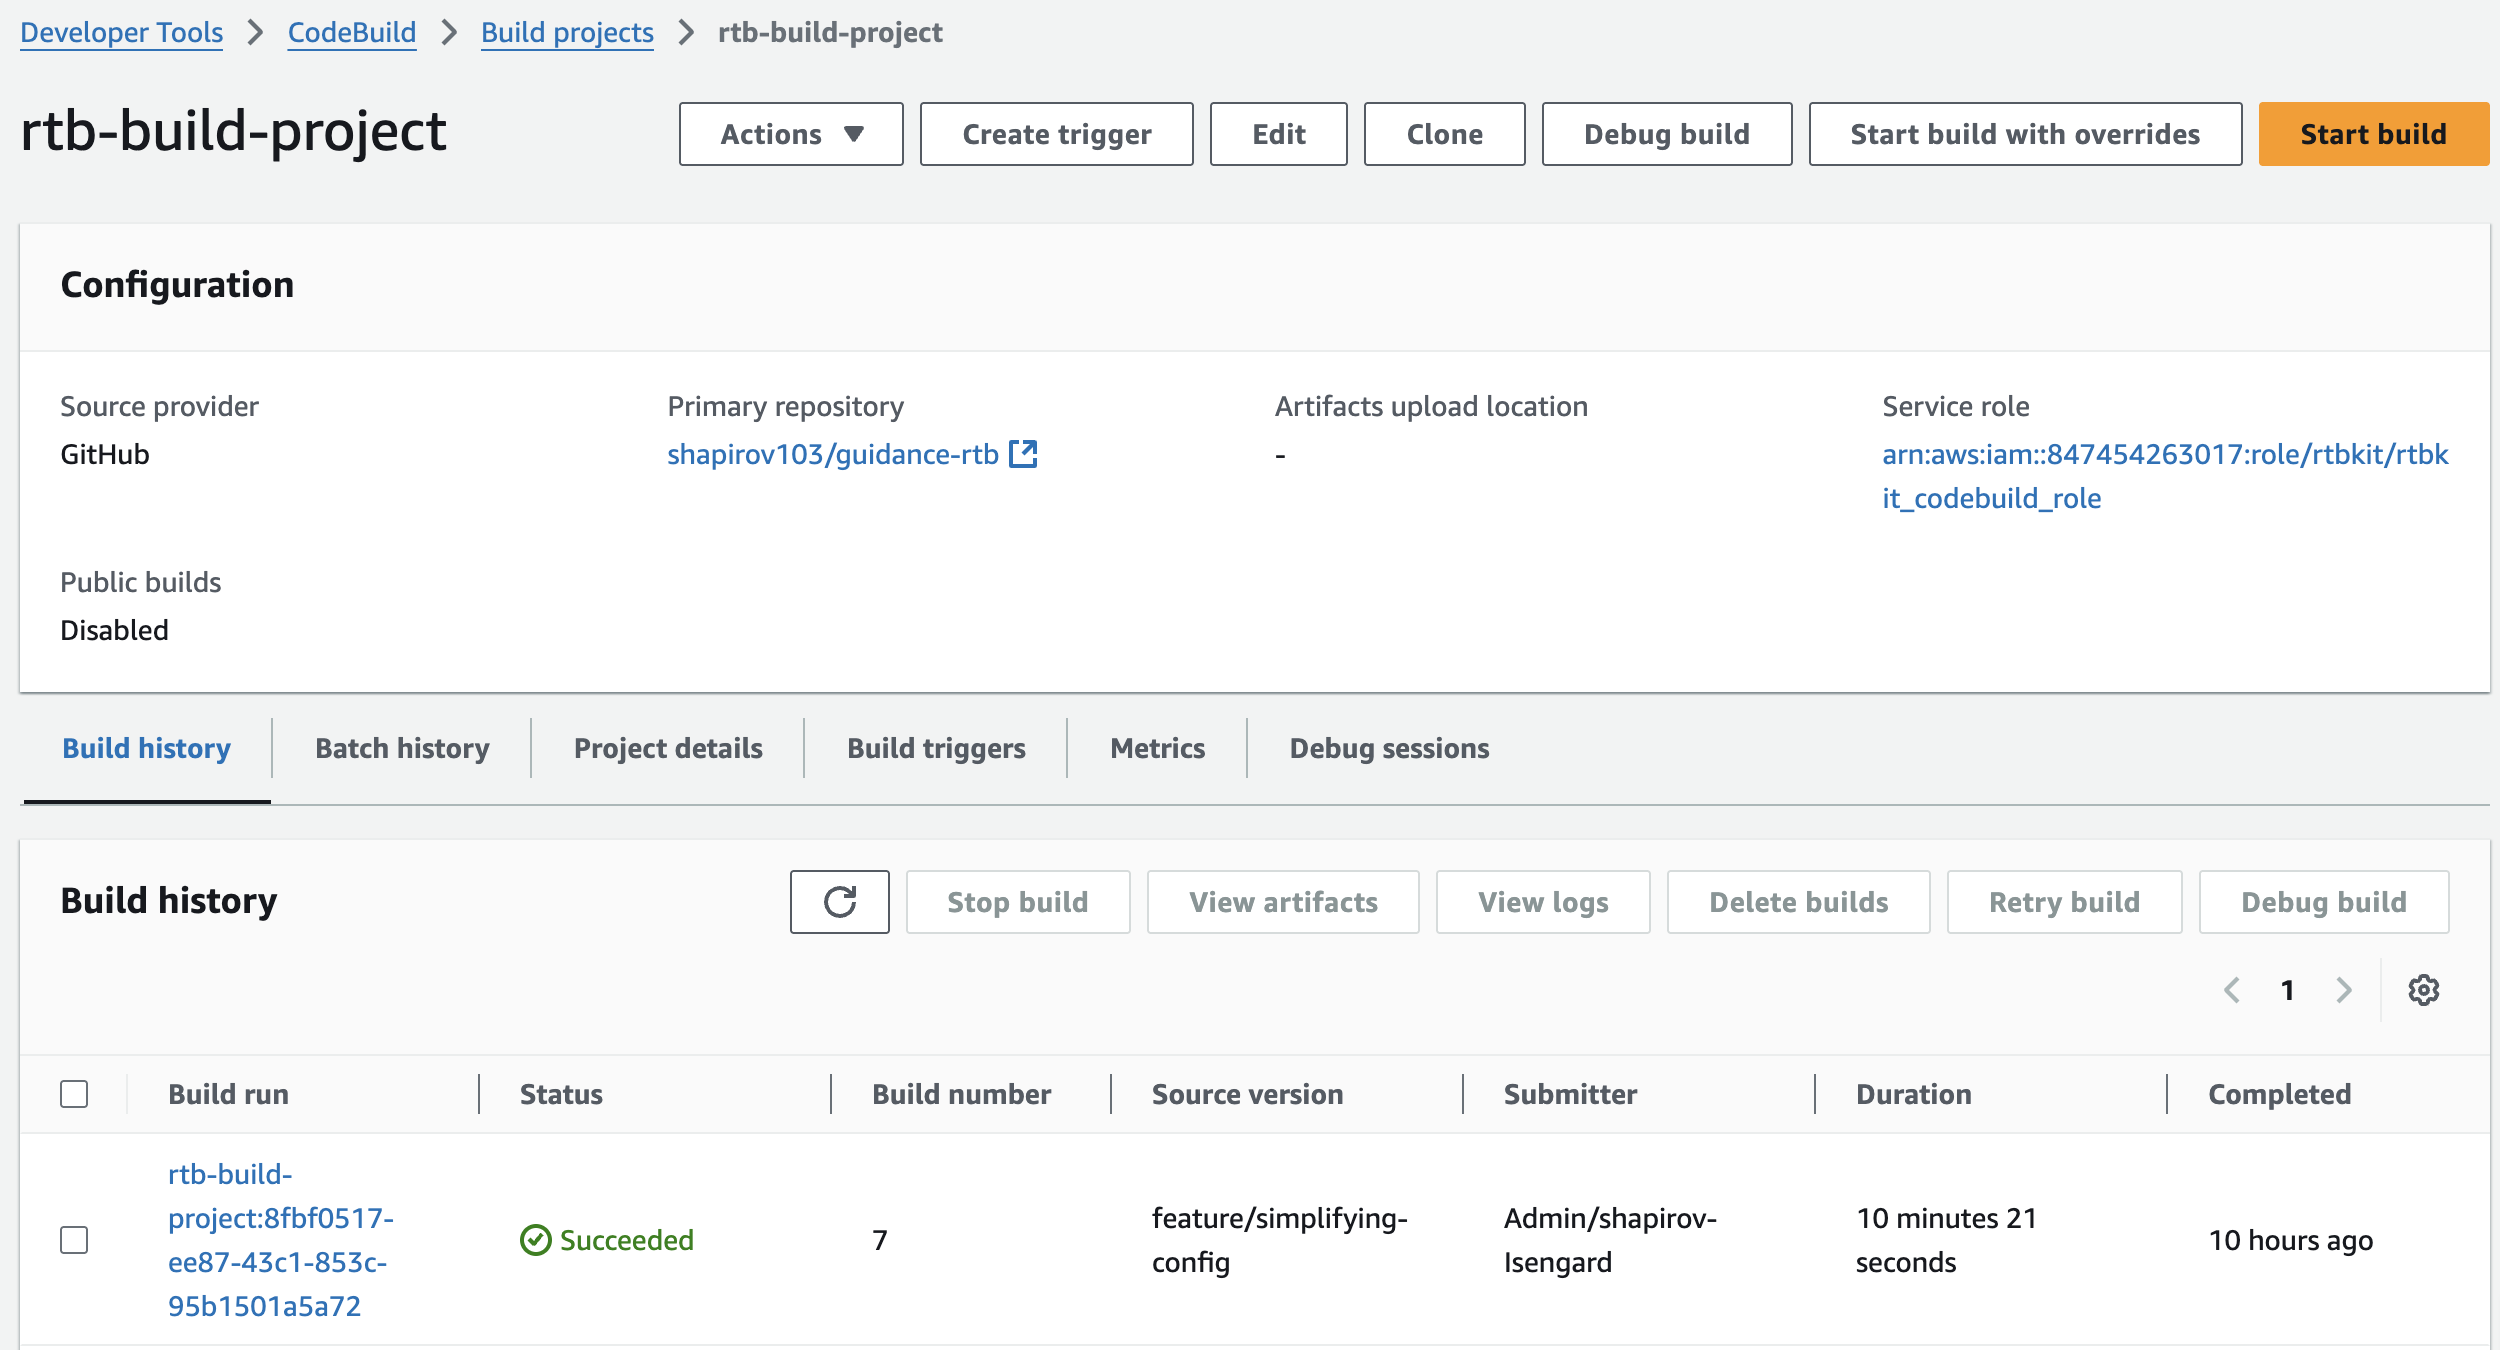 Developer Tools > CodeBuild > Build projects > rtb-build-project
rtb-build-project
Actions
Create trigger
Edit
Clone
Debug build
Start build with overrides
Start build
Configuration
Source provider
GitHub
Primary repository
shapirov103/guidance-rtb
Artifacts upload location
-
Service role
arn:aws:iam::847454263017:role/rtbkit/rtbk
it_codebuild_role
Public builds
Disabled
Build history
Batch history
Project details
Build triggers
Metrics
Debug sessions
Build history
Stop build
View artifacts
View logs
Delete builds
Retry build
Debug build
1
Build run
Status
Build number
Source version
Submitter
Duration
Completed
rtb-build-
project:8fbf0517-
ee87-43c1-853c-
95b1501a5a72
Succeeded
7
feature/simplifying-
config
Admin/shapirov-
Isengard
10 minutes 21
seconds
10 hours ago